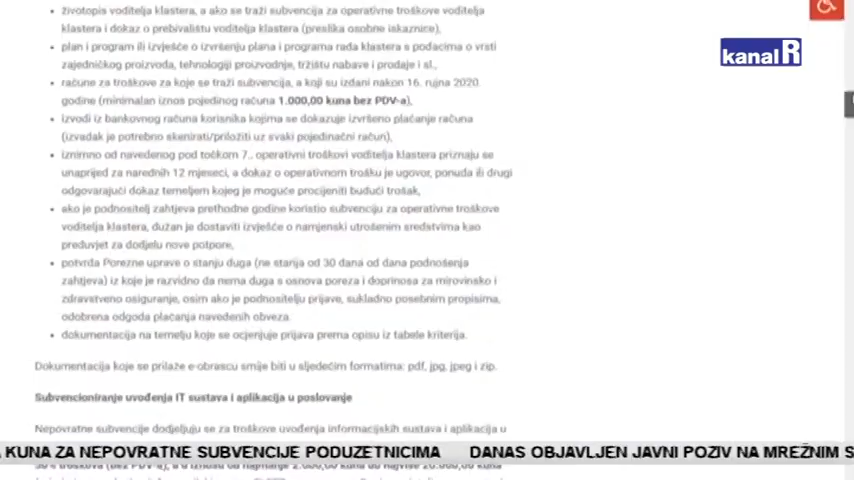 životopis voditelja klastera, a ako se traži subvencija za operativne troškove voditelja
klastera i dokaz o prebivalištu voditelja klastera (preslika osobne iskaznice),
plan i program ili izvješće o izvršenju plana i programa rada klastera s podacima o vrsti
zajedničkog proizvoda, tehnologiji proizvodnje, tržištu nabave i prodaje i sl.,
račune za troškove za koje se traži subvencija, a koji su izdani nakon 16. rujna 2020.
godine (minimalan iznos pojedinog računa 1.000,00 kuna bez PDV-a),
izvodi iz bankovnog računa korisnika kojima se dokazuje izvršeno plaćanje računa
(izvadak je potrebno skenirati/priložiti uz svaki pojedinačni račun),
iznimno od navedenog pod točkom 7., operativni troškovi voditelja klastera priznaju se
unaprijed za narednih 12 mjeseci, a dokaz o operativnom trošku je ugovor, ponuda ili drugi
odgovarajući dokaz temeljem kojeg je moguće procijeniti budući trošak,
ako je podnositelj zahtjeva prethodne godine koristio subvenciju za operativne troškove
voditelja klastera, dužan je dostaviti izvješće o namjenski utrošenim sredstvima kao
preduvjet za dodjelu nove potpore,
potvrda Porezne uprave o stanju duga (ne starija od 30 dana od dana podnošenja
zahtjeva) iz koje je razvidno da nema duga s osnova poreza i doprinosa za mirovinsko i
zdravstveno osiguranje, osim ako je podnositelju prijave, sukladno posebnim propisima,
odobrena odgoda plaćanja navedenih obveza.
dokumentacija na temelju koje se ocjenjuje prijava prema opisu iz tabele kriterija.
Dokumentacija koje se prilaže e-obrascu smije biti u sljedećim formatima: pdf, jpg, jpeg i zip.
Subvencioniranje uvođenja IT sustava i aplikacija u poslovanje
Nepovratne subvencije dodjeljuju se za troškove uvođenja informacijskih sustava i aplikacija u
kanal R
KUNA ZA NEPOVRATNE SUBVENCIJE PODUZETNICIMA DANAS OBJAVLJEN JAVNI POZIV NA MREŽNIM S